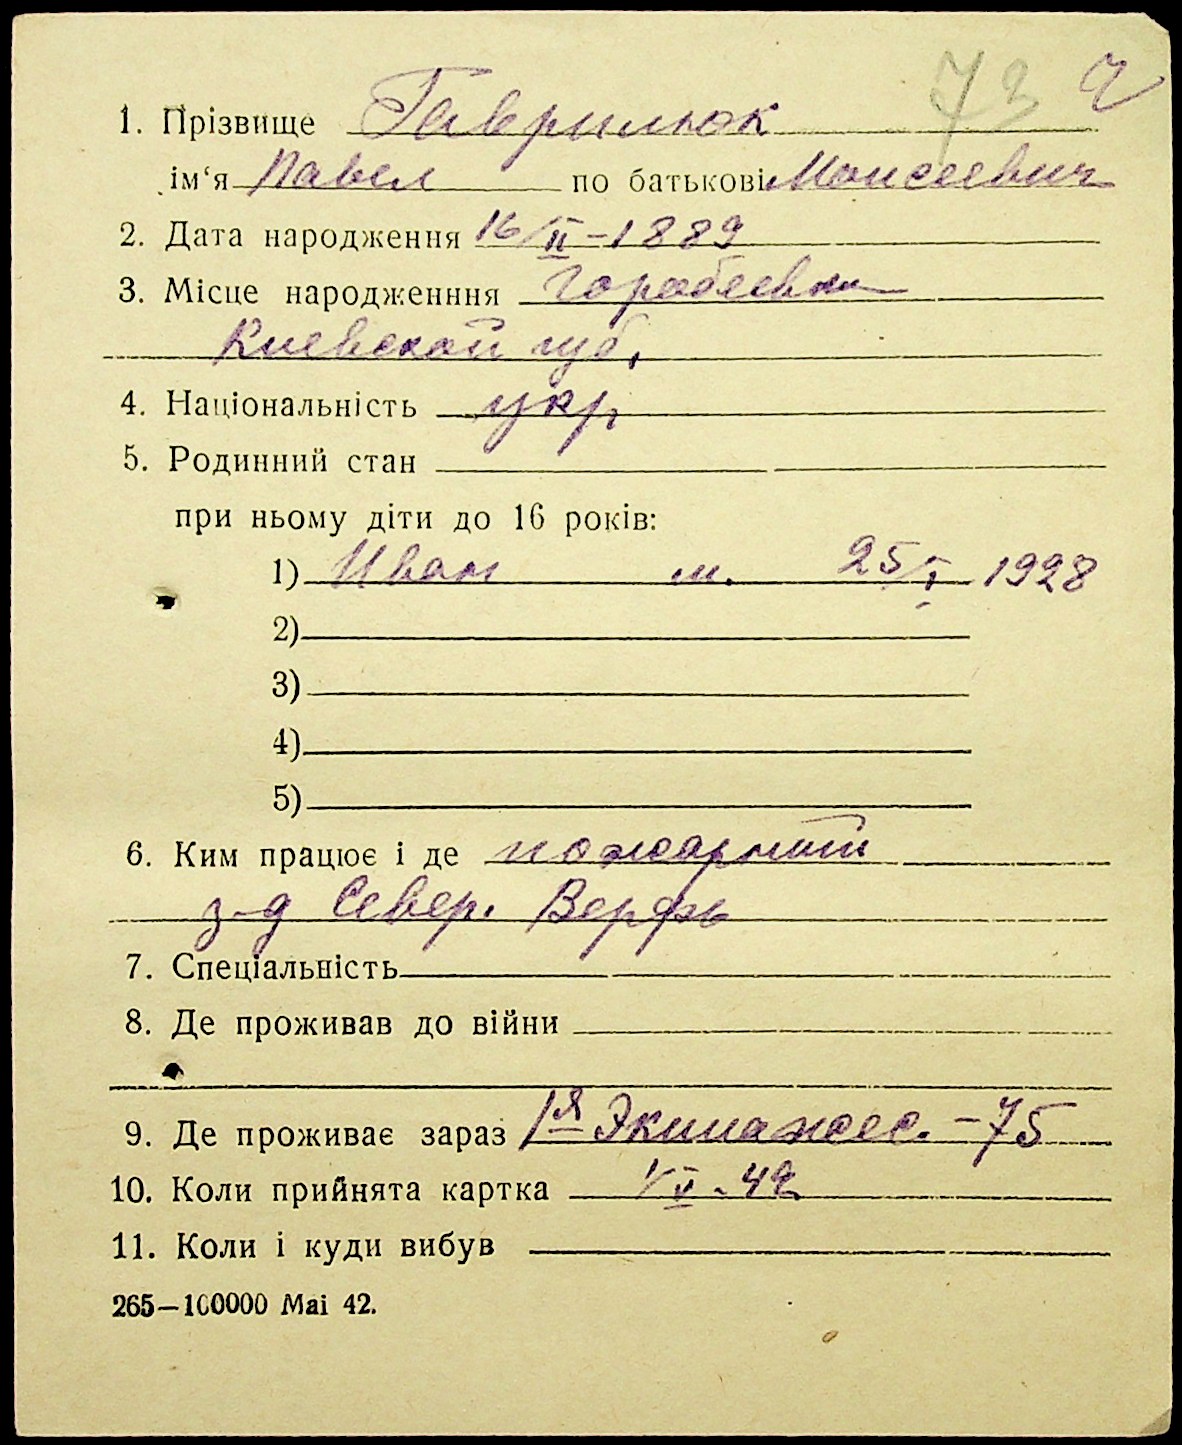 73 Ч
1. Прізвище Гаврилюк
ім‘я Павел по батькові Моисеевич
2. Дата народження 16/II – 1889
3. Місце народженння Горобеевка
Киевской губ.
4. Національність укр
5. Родинний стан
при ньому діти до 16 років:
1) Иван м. 25/I 1928
2)
3)
4)
5)
6. Ким працює і де пожарный
з-д Север. Верфь
7. Спеціальність
8. Де проживав до війни
9. Де проживає зараз 1я Экипажес. – 75
10. Коли прийнята картка 1/V. 42
11. Коли і куди вибув
265—100000 Mai 42.